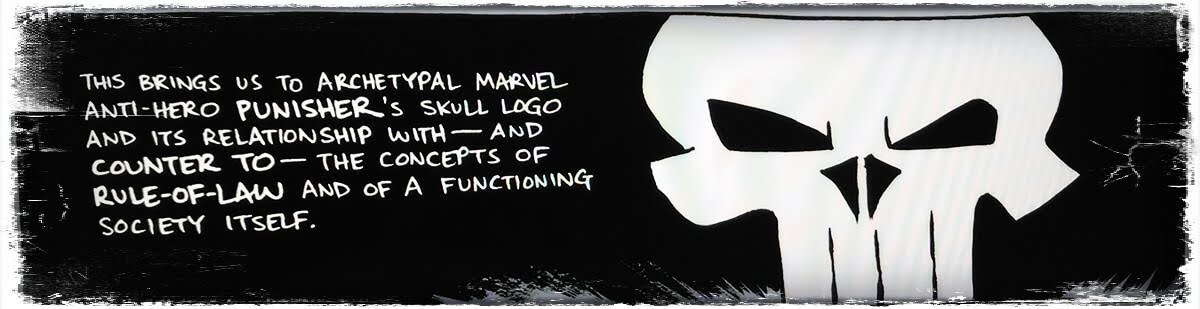 THIS BRINGS US TO ARCHETYPAL MARVEL
ANTI-HERO PUNISHER'S SKULL LOGO
AND ITS RELATIONSHIP WITH — AND
COUNTER TO — THE CONCEPTS OF
RULE-OF-LAW AND OF A FUNCTIONING
SOCIETY ITSELF.